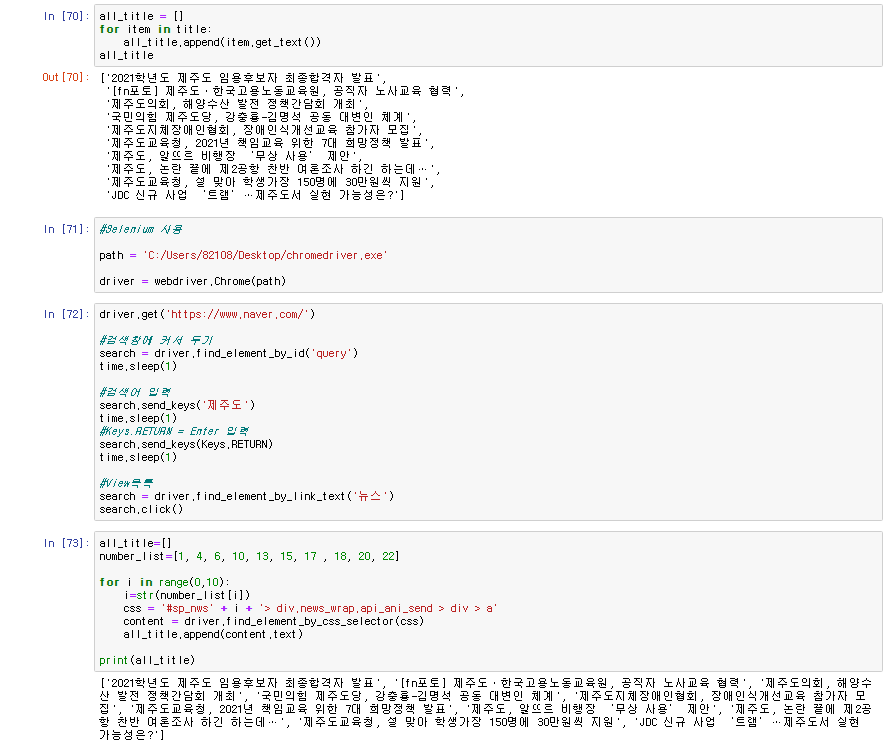 In [70]: all_title = []
for item in title:
    all_title.append(item.get_text())
all_title
Out[70]: ['2021학년도 제주도 임용후보자 최종합격자 발표',
'[fn포토] 제주도·한국고용노동교육원, 공직자 노사교육 협력',
'제주도의회, 해양수산 발전 정책간담회 개최',
'국민의힘 제주도당, 강충룡-김명석 공동 대변인 체계',
'제주도지체장애인협회, 장애인식개선교육 참가자 모집',
'제주도교육청, 2021년 책임교육 위한 7대 희망정책 발표',
'제주도, 알뜨르 비행장 ‘무상 사용’ 제안',
'제주도, 논란 끝에 제2공항 찬반 여론조사 하긴 하는데…',
'제주도교육청, 설 맞아 학생가장 150명에 30만원씩 지원',
'JDC 신규 사업 ‘트램’…제주도서 실현 가능성은?']
In [71]: #Selenium 사용
path = 'C:/Users/82108/Desktop/chromedriver.exe'
driver = webdriver.Chrome(path)
In [72]: driver.get('https://www.naver.com/')
#검색창에 커서 두기
search = driver.find_element_by_id('query')
time.sleep(1)
#검색어 입력
search.send_keys('제주도')
time.sleep(1)
#Keys.RETURN = Enter 입력
search.send_keys(Keys.RETURN)
time.sleep(1)
#View목록
search = driver.find_element_by_link_text('뉴스')
search.click()
In [73]: all_title=[]
number_list=[1, 4, 6, 10, 13, 15, 17 , 18, 20, 22]
for i in range(0,10):
    i=str(number_list[i])
    css = '#sp_nws' + i + '> div.news_wrap.api_ani_send > div > a'
    content = driver.find_element_by_css_selector(css)
    all_title.append(content.text)
print(all_title)
['2021학년도 제주도 임용후보자 최종합격자 발표', '[fn포토] 제주도·한국고용노동교육원, 공직자 노사교육 협력', '제주도의회, 해양수
산 발전 정책간담회 개최', '국민의힘 제주도당, 강충룡-김명석 공동 대변인 체계', '제주도지체장애인협회, 장애인식개선교육 참가자 모
집', '제주도교육청, 2021년 책임교육 위한 7대 희망정책 발표', '제주도, 알뜨르 비행장 ‘무상 사용’ 제안', '제주도, 논란 끝에 제2공
항 찬반 여론조사 하긴 하는데…', '제주도교육청, 설 맞아 학생가장 150명에 30만원씩 지원', 'JDC 신규 사업 ‘트램’…제주도서 실현
가능성은?']